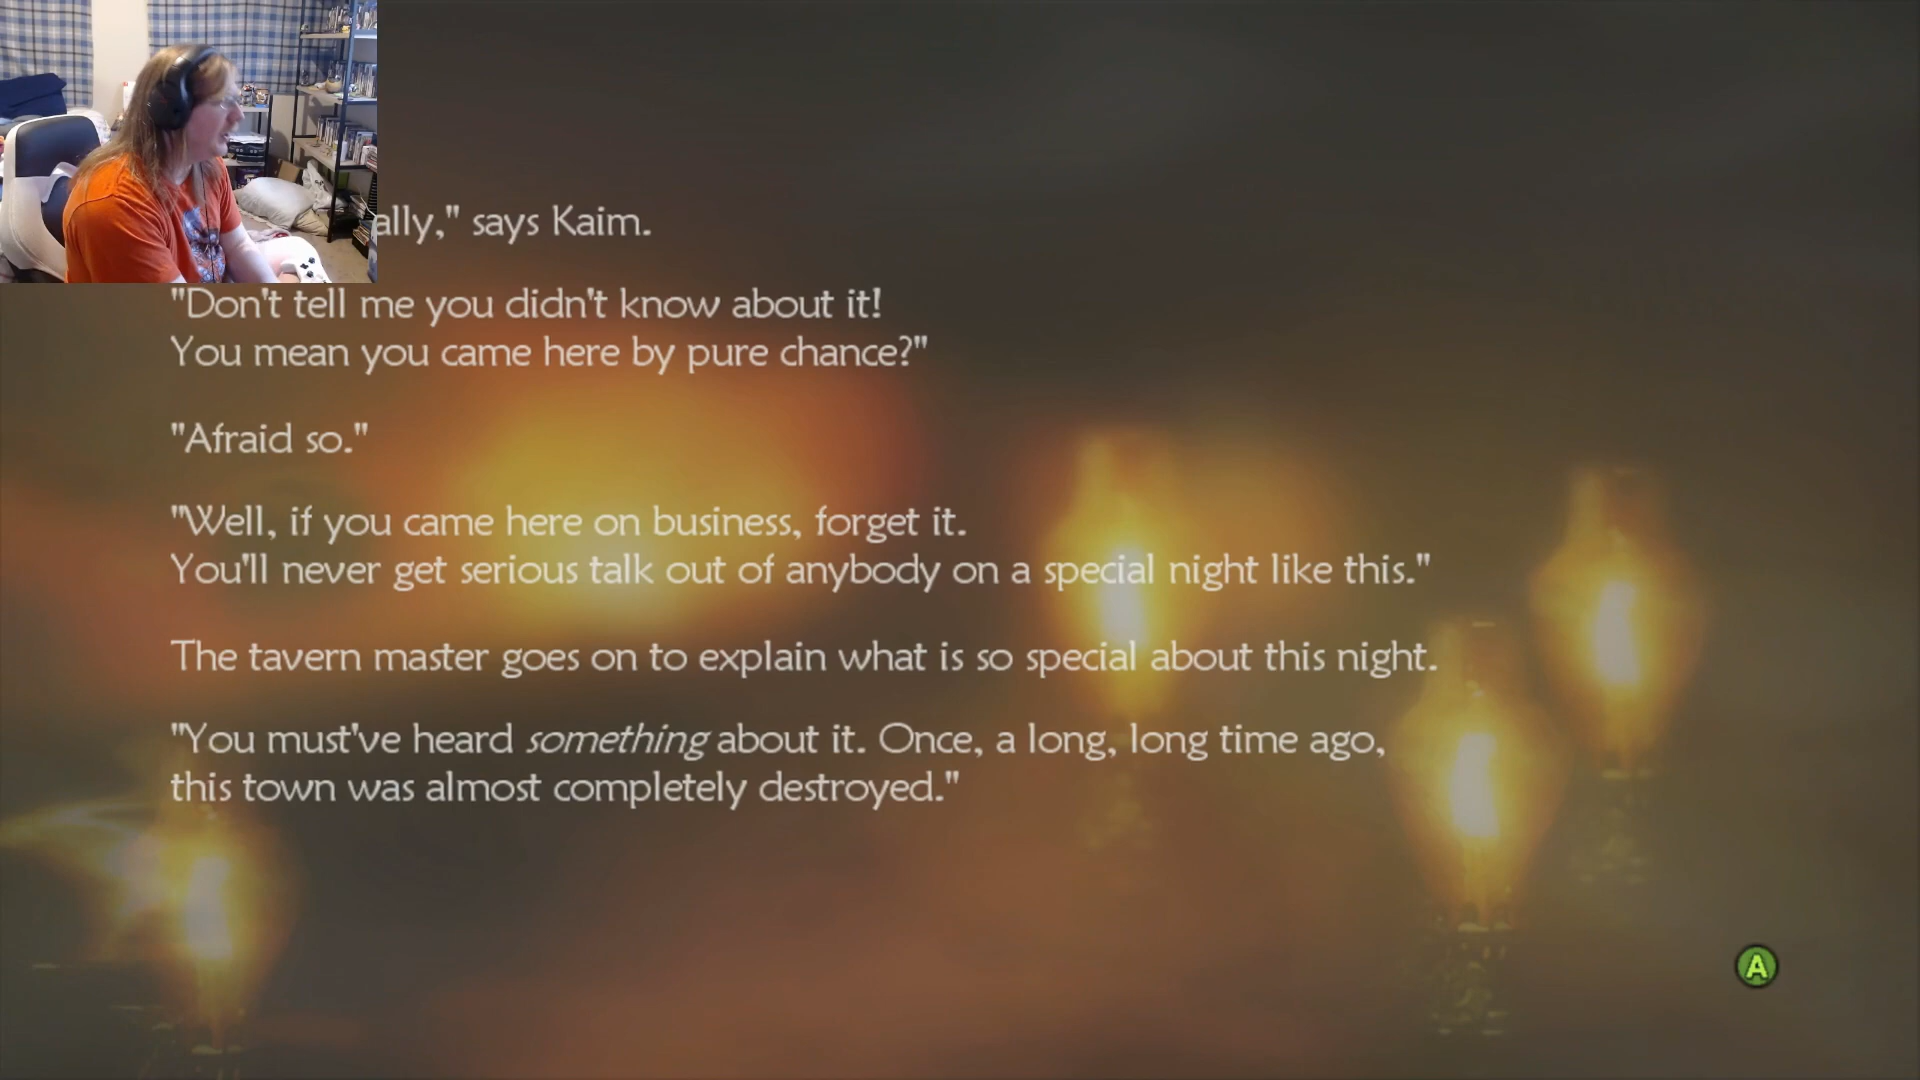 ally," says Kaim.
"Don't tell me you didn't know about it!
You mean you came here by pure chance?"
"Afraid so."
"Well, if you came here on business, forget it.
You'll never get serious talk out of anybody on a special night like this."
The tavern master goes on to explain what is so special about this night.
"You must've heard something about it. Once, a long, long time ago,
this town was almost completely destroyed."
A